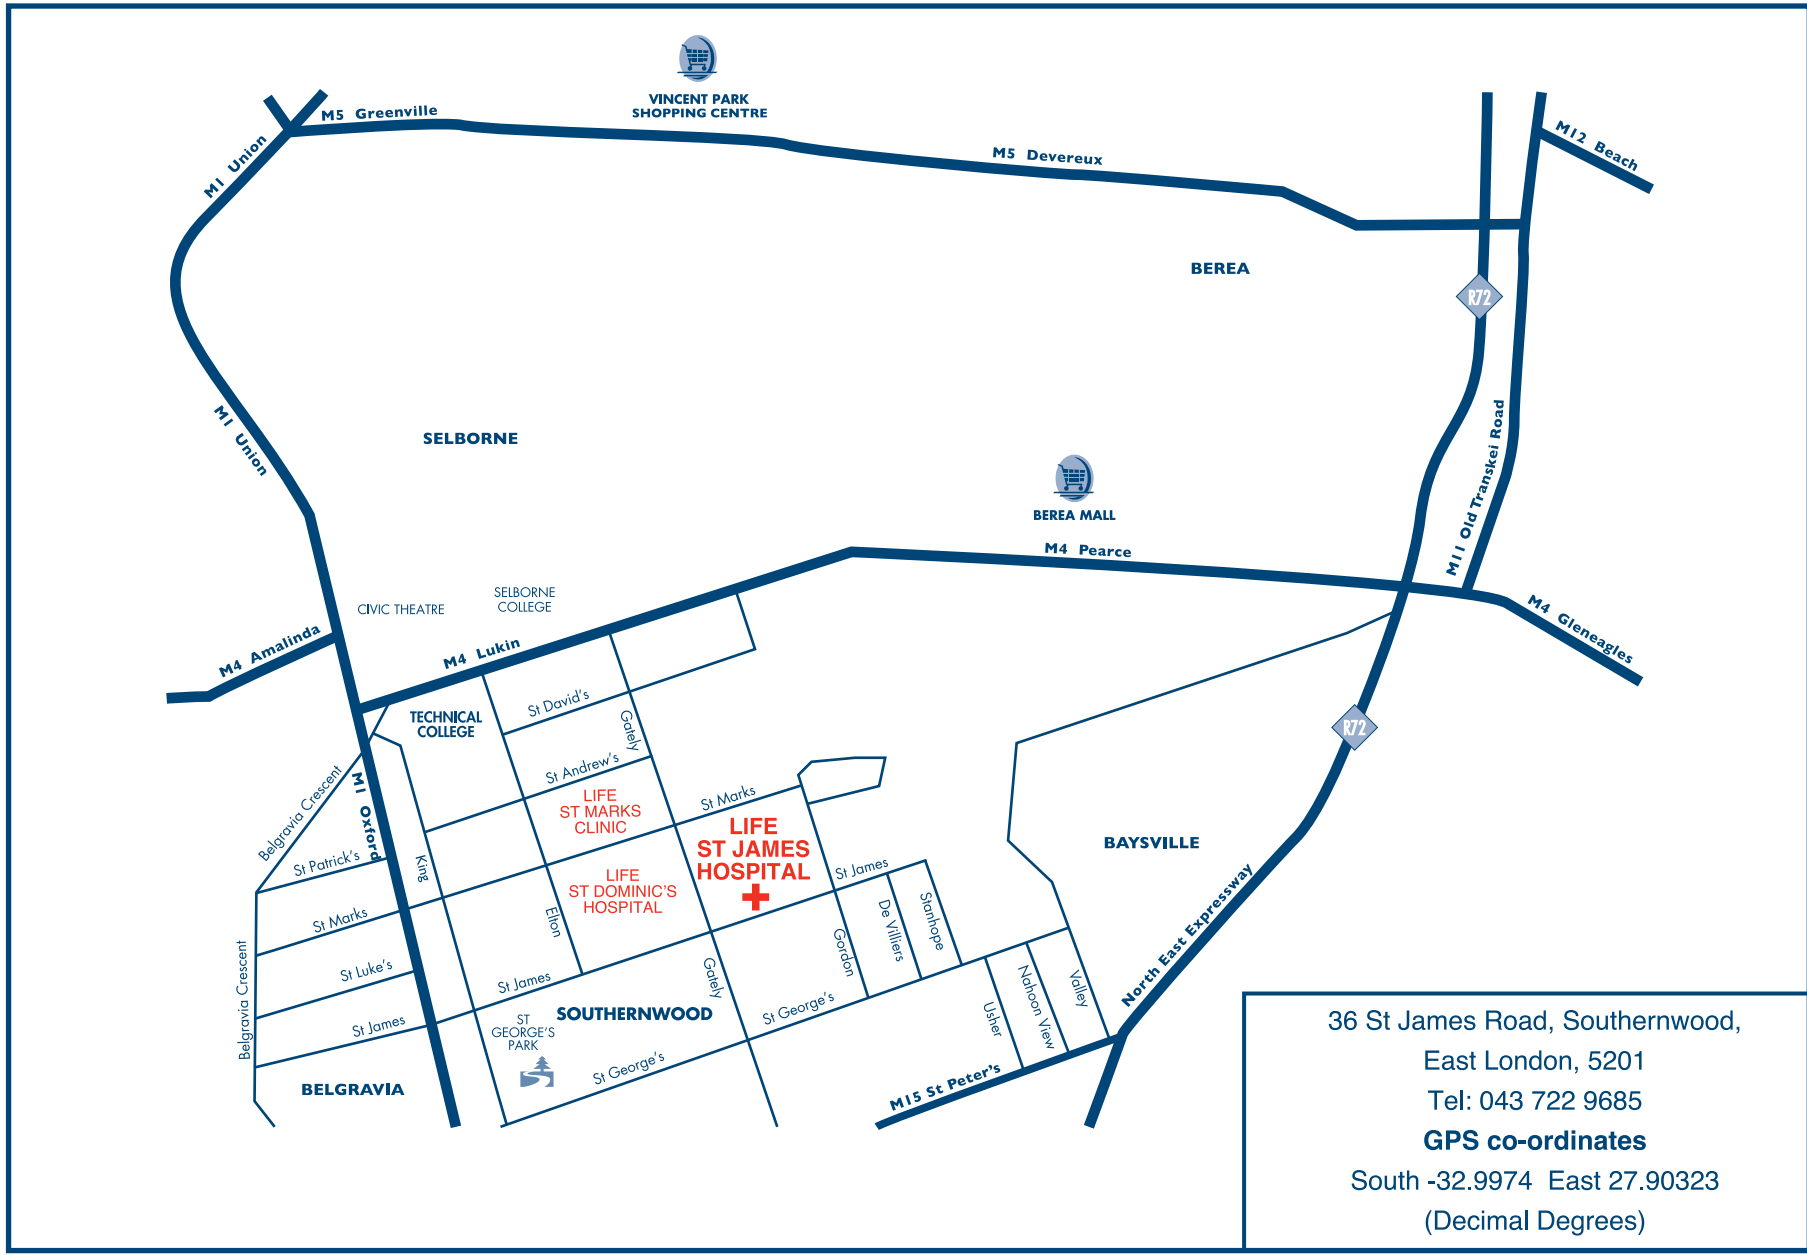 VINCENT PARK
SHOPPING CENTRE
M5 Greenville
M1 Union
M5 Devereux
M12 Beach
BEREA
R72
M1 Union
SELBORNE
M11 Old Transkei Road
BEREA MALL
M4 Pearce
SELBORNE
COLLEGE
CIVIC THEATRE
M4 Amalinda
M4 Lukin
M4 Gleneagles
St David's
TECHNICAL
COLLEGE
Gately
R72
St Andrew's
Belgravia Crescent
M1 Oxford
LIFE
ST MARKS
CLINIC
St Marks
LIFE
ST JAMES
HOSPITAL
BAYSVILLE
St Patrick's
King
LIFE
ST DOMINIC'S
HOSPITAL
St James
St Marks
Elton
De Villiers
Stanhope
Gordon
North East Expressway
Belgravia Crescent
St Luke's
St James
Gately
St George's
Usher
Nahoon View
Valley
St James
ST
GEORGE'S
PARK
SOUTHERNWOOD
St George's
M15 St Peter's
BELGRAVIA
36 St James Road, Southernwood,
East London, 5201
Tel: 043 722 9685
GPS co-ordinates
South -32.9974 East 27.90323
(Decimal Degrees)